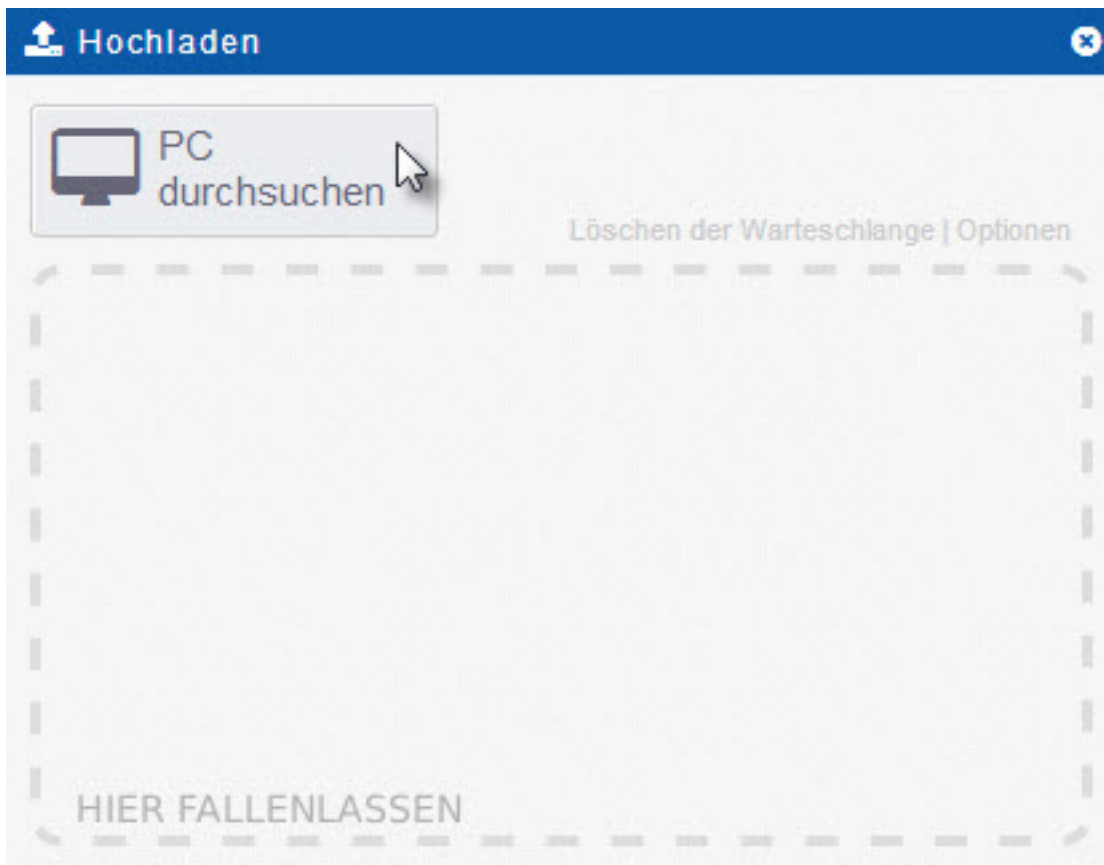 Hochladen
PC
durchsuchen
Löschen der Warteschlange | Optionen
HIER FALLENLASSEN